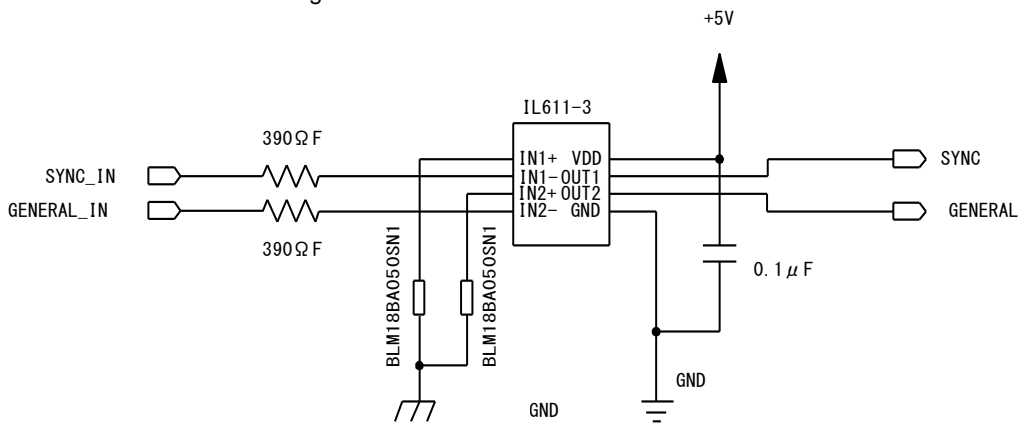 g
+5V
IL611-3
390ΩF
IN1+ VDD
SYNC_IN
IN1- OUT1
SYNC
IN2+ OUT2
GENERAL_IN
IN2- GND
GENERAL
390ΩF
0.1μF
BLM18BA050SN1
BLM18BA050SN1
GND
GND